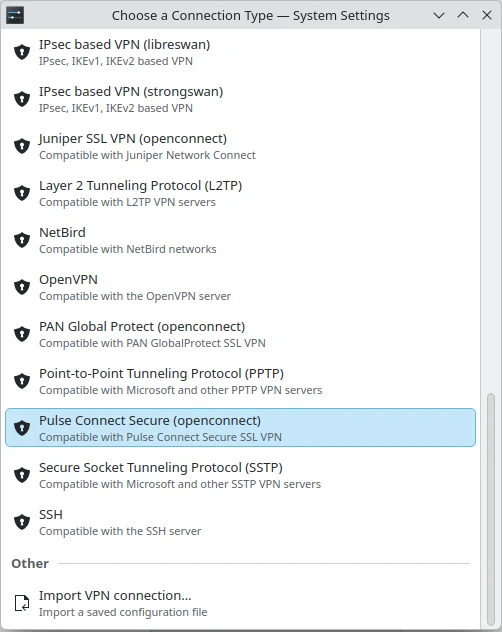 Choose a Connection Type — System Settings
IPsec based VPN (libreswan)
IPsec, IKEv1, IKEv2 based VPN
IPsec based VPN (strongswan)
IPsec, IKEv1, IKEv2 based VPN
Juniper SSL VPN (openconnect)
Compatible with Juniper Network Connect
Layer 2 Tunneling Protocol (L2TP)
Compatible with L2TP VPN servers
NetBird
Compatible with NetBird networks
OpenVPN
Compatible with the OpenVPN server
PAN Global Protect (openconnect)
Compatible with PAN GlobalProtect SSL VPN
Point-to-Point Tunneling Protocol (PPTP)
Compatible with Microsoft and other PPTP VPN servers
Pulse Connect Secure (openconnect)
Compatible with Pulse Connect Secure SSL VPN
Secure Socket Tunneling Protocol (SSTP)
Compatible with Microsoft and other SSTP VPN servers
SSH
Compatible with the SSH server
Other
Import VPN connection...
Import a saved configuration file